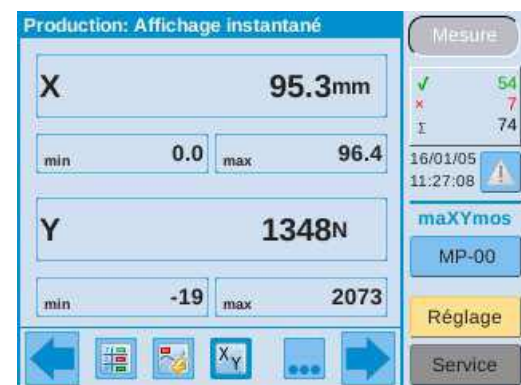 Production: Affichage instantané
X 95.3mm
min 0.0 max 96.4
Y 1348N
min -19 max 2073
XY
...
Mesure
✓ 54
× 7
Σ 74
16/01/05
11:27:08
maXYmos
MP-00
Réglage
Service